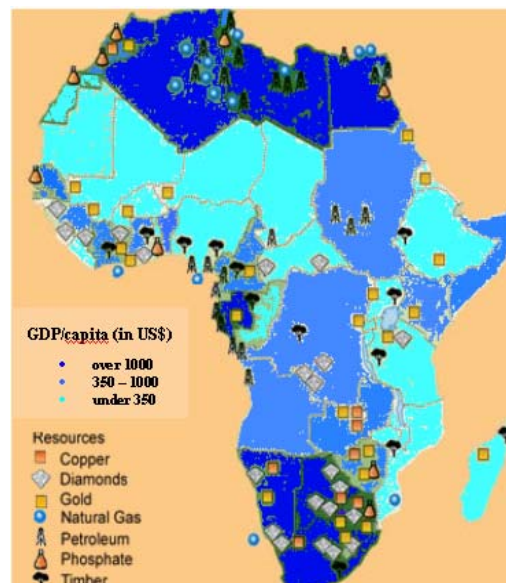 GDP/capita (in US$)
over 1000
350 – 1000
under 350
Resources
Copper
Diamonds
Gold
Natural Gas
Petroleum
Phosphate
Timber